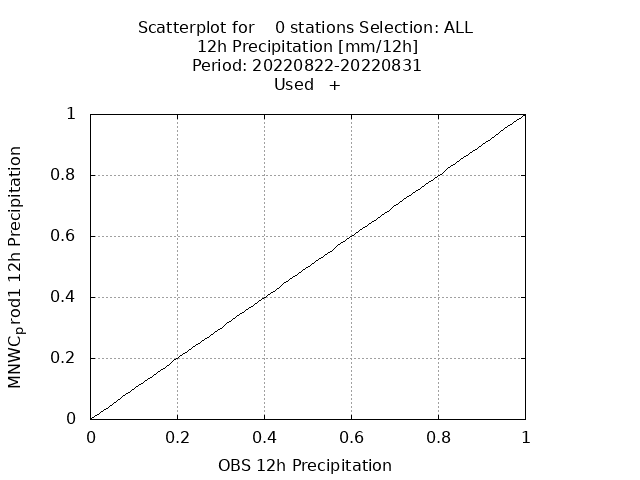 Scatterplot for    0 stations Selection: ALL
12h Precipitation [mm/12h]
Period: 20220822-20220831
Used   +
1
0.8
0.6
0.4
0.2
0
MNWCprod1 12h Precipitation
0
0.2
0.4
0.6
0.8
1
OBS 12h Precipitation